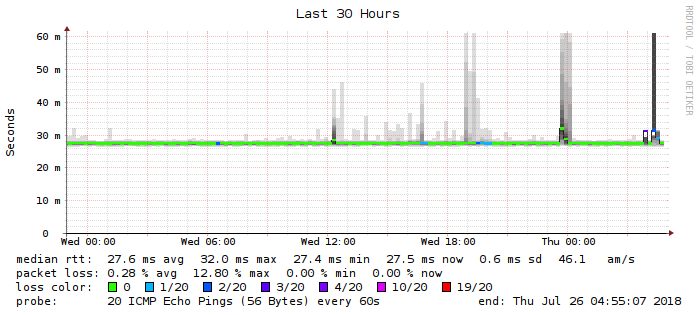 Last 30 Hours
RRDTOOL / TOBI OETIKER
Seconds
60 m
50 m
40 m
30 m
20 m
10 m
0
Wed 00:00 Wed 06:00 Wed 12:00 Wed 18:00 Thu 00:00
median rtt: 27.6 ms avg 32.0 ms max 27.4 ms min 27.5 ms now 0.6 ms sd 46.1 am/s
packet loss: 0.28 % avg 12.80 % max 0.00 % min 0.00 % now
loss color: 0 1/20 2/20 3/20 4/20 10/20 19/20
probe: 20 ICMP Echo Pings (56 Bytes) every 60s end: Thu Jul 26 04:55:07 2018